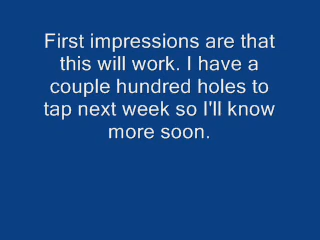 First impressions are that
this will work. I have a
couple hundred holes to
tap next week so I'll know
more soon.